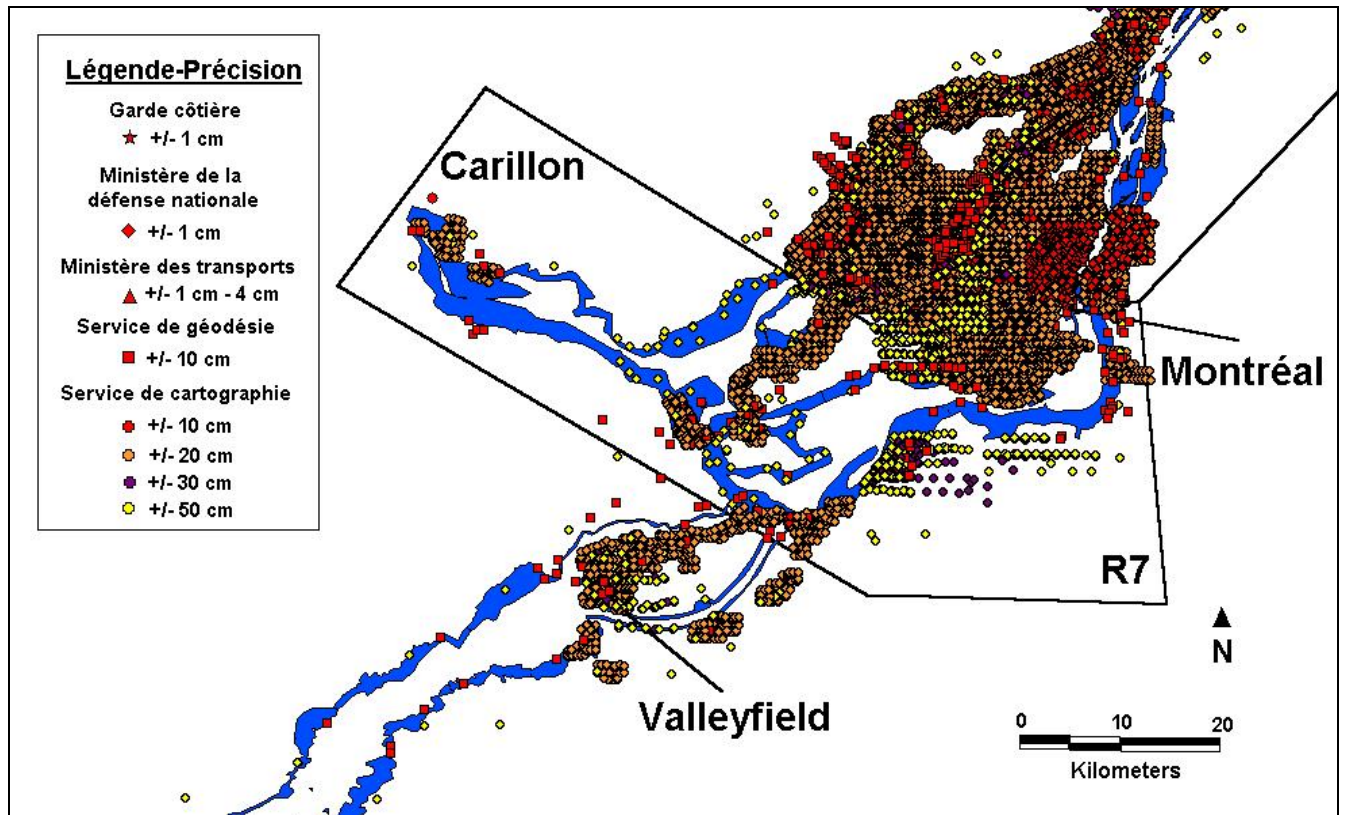 Légende-Précision
Garde côtière
+/- 1 cm
Ministère de la
défense nationale
+/- 1 cm
Ministère des transports
+/- 1 cm - 4 cm
Service de géodésie
+/- 10 cm
Service de cartographie
+/- 10 cm
+/- 20 cm
+/- 30 cm
+/- 50 cm
Carillon
Montréal
R7
N
Valleyfield
0 10 20
Kilometers